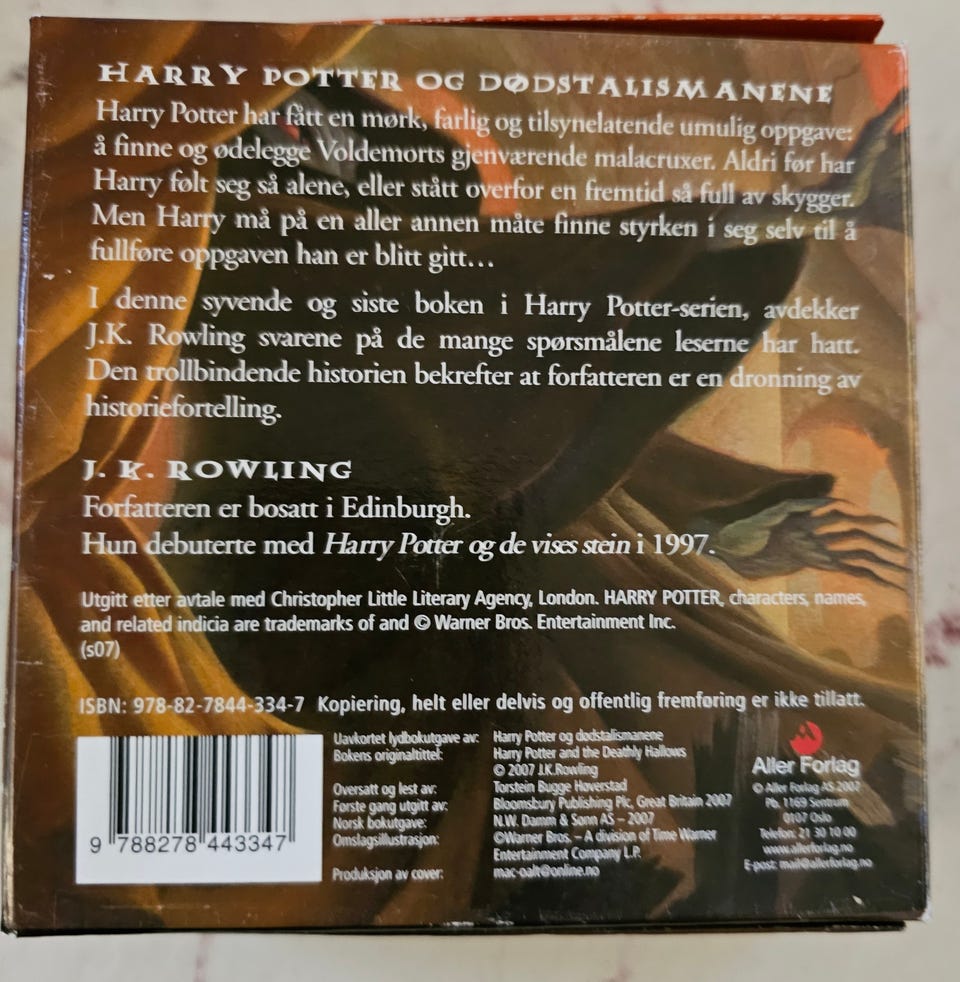 HARRY POTTER OG DØDSTALISMANENE
Harry Potter har fått en mørk, farlig og tilsynelatende umulig oppgave:
å finne og ødelegge Voldemorts gjenværende malacruxer. Aldri før har
Harry følt seg så alene, eller stått overfor en fremtid så full av skygger.
Men Harry må på en aller annen måte finne styrken i seg selv til å
fullføre oppgaven han er blitt gitt...
I denne syvende og siste boken i Harry Potter-serien, avdekker
J.K. Rowling svarene på de mange spørsmålene leserne har hatt.
Den trollbindende historien bekrefter at forfatteren er en dronning av
historiefortelling.
J. K. ROWLING
Forfatteren er bosatt i Edinburgh.
Hun debuterte med Harry Potter og de vises stein i 1997.
Utgitt etter avtale med Christopher Little Literary Agency, London. HARRY POTTER, characters, names,
and related indicia are trademarks of and © Warner Bros. Entertainment Inc.
(s07)
ISBN: 978-82-7844-334-7 Kopiering, helt eller delvis og offentlig fremføring er ikke tillatt.
9 788278 443347
Uavkortet lydbokutgave av: Harry Potter og dødstalismanene
Bokens originaltittel: Harry Potter and the Deathly Hallows
© 2007 J.K.Rowling
Oversatt og lest av: Torstein Bugge Høverstad
Første gang utgitt av: Bloomsbury Publishing Plc, Great Britain 2007
Norsk bokutgave: N.W. Damm & Sønn AS – 2007
Omslagsillustrasjon: ©Warner Bros. – A division of Time Warner
Entertainment Company L.P.
Produksjon av cover: mac-oalt@online.no
Aller Forlag
© Aller Forlag AS 2007
Pb. 1169 Sentrum
0107 Oslo
Telefon: 21 30 10 00
www.allerforlag.no
E-post: mail@allerforlag.no